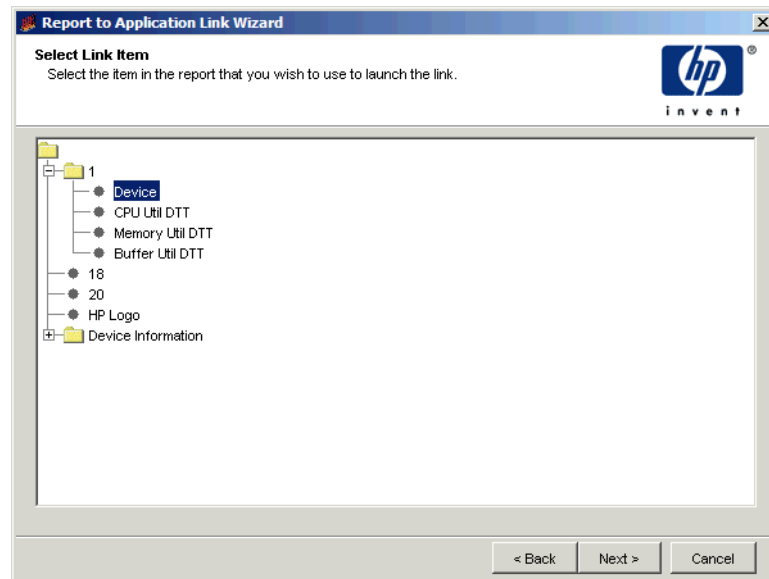 Report to Application Link Wizard
Select Link Item
Select the item in the report that you wish to use to launch the link.
hp
®
invent
1
Device
CPU Util DTT
Memory Util DTT
Buffer Util DTT
18
20
HP Logo
Device Information
< Back
Next >
Cancel